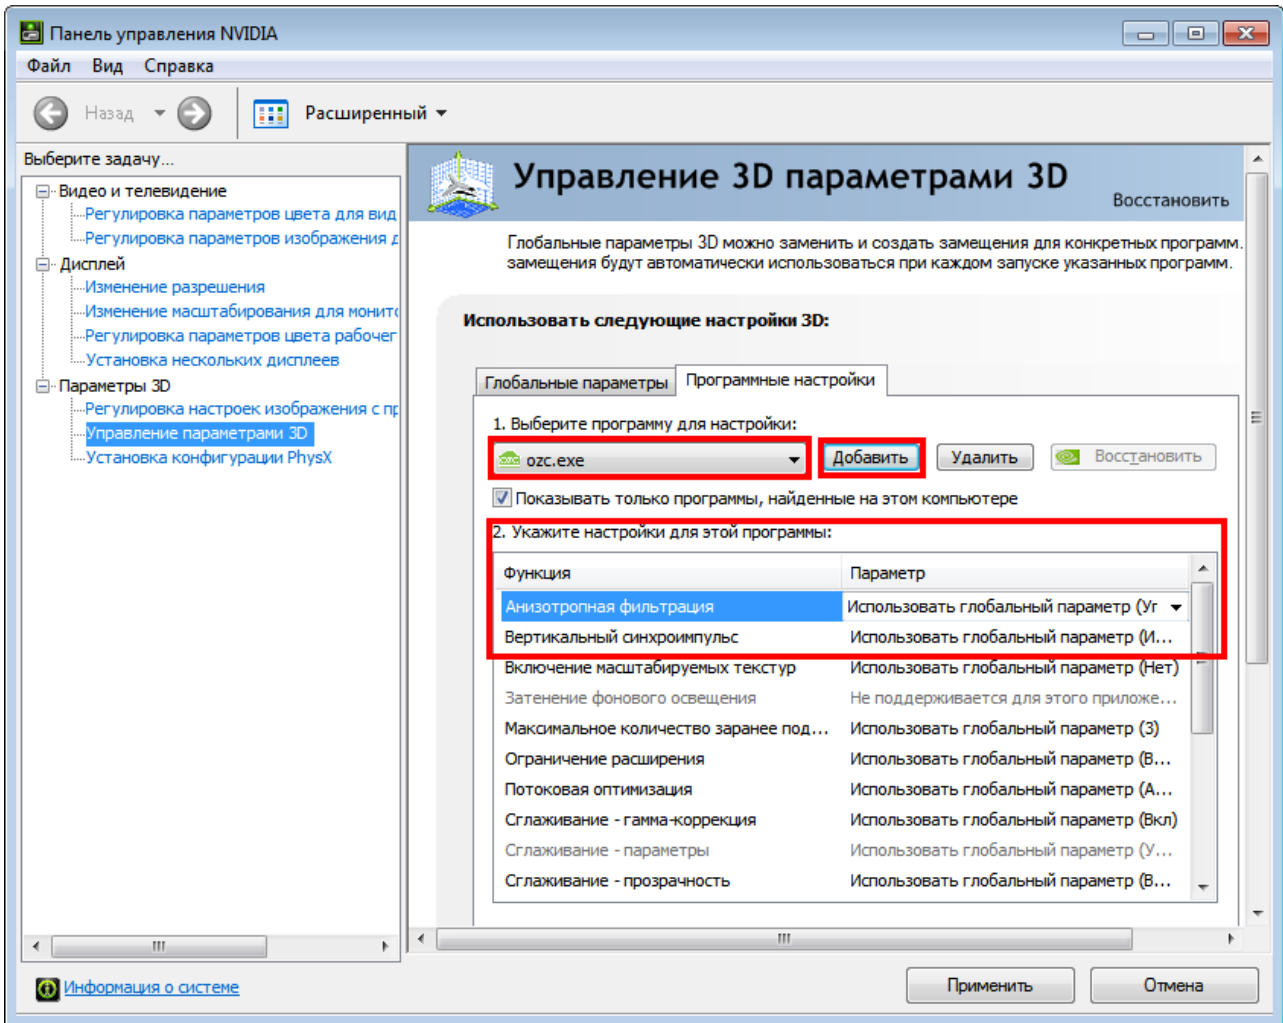 Панель управления NVIDIA
Файл Вид Справка
Назад Расширенный
Выберите задачу...
Видео и телевидение
Регулировка параметров цвета для вид
Регулировка параметров изображения д
Дисплей
Изменение разрешения
Изменение масштабирования для монито
Регулировка параметров цвета рабочег
Установка нескольких дисплеев
Параметры 3D
Регулировка настроек изображения с пр
Управление параметрами 3D
Установка конфигурации PhysX
Управление 3D параметрами 3D
Восстановить
Глобальные параметры 3D можно заменить и создать замещения для конкретных программ.
замещения будут автоматически использоваться при каждом запуске указанных программ.
Использовать следующие настройки 3D:
Глобальные параметры Программные настройки
1. Выберите программу для настройки:
ozc.exe Добавить Удалить Восстановить
Показывать только программы, найденные на этом компьютере
2. Укажите настройки для этой программы:
Функция Параметр
Анизотропная фильтрация Использовать глобальный параметр (Уг
Вертикальный синхроимпульс Использовать глобальный параметр (И...
Включение масштабируемых текстур Использовать глобальный параметр (Нет)
Затенение фонового освещения Не поддерживается для этого приложе...
Максимальное количество заранее под... Использовать глобальный параметр (3)
Ограничение расширения Использовать глобальный параметр (В...
Потоковая оптимизация Использовать глобальный параметр (А...
Сглаживание - гамма-коррекция Использовать глобальный параметр (Вкл)
Сглаживание - параметры Использовать глобальный параметр (У...
Сглаживание - прозрачность Использовать глобальный параметр (В...
Информация о системе
Применить Отмена